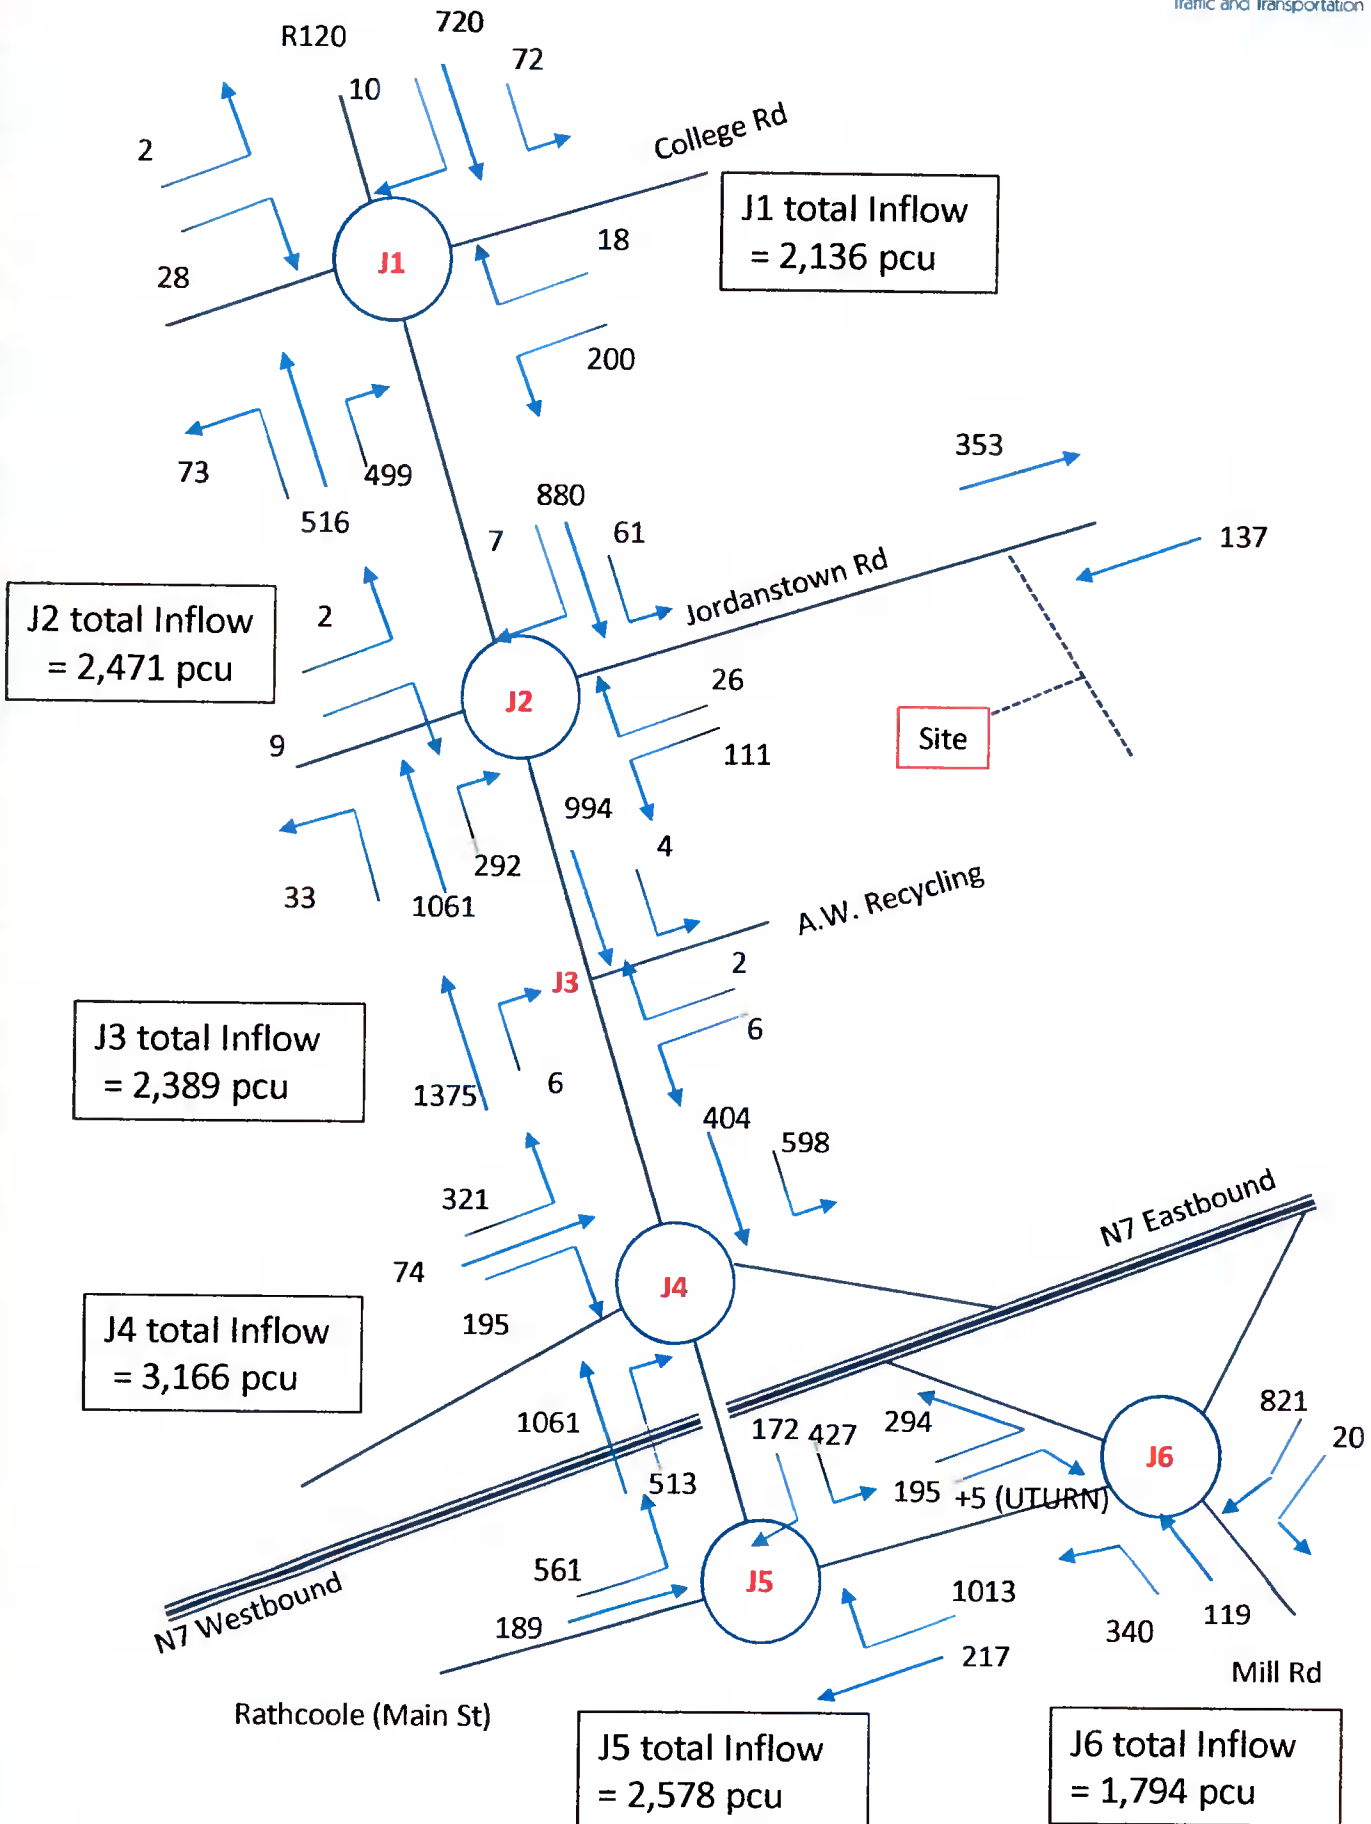 Traffic and Transportation
720
R120
72
10
College Rd
2
J1 total Inflow
= 2,136 pcu
18
J1
28
200
353
73
499
880
516
7
61
137
Jordanstown Rd
J2 total Inflow
= 2,471 pcu
2
26
J2
Site
9
111
994
4
292
33
1061
A.W. Recycling
2
J3
6
J3 total Inflow
= 2,389 pcu
1375
6
404
598
321
N7 Eastbound
74
J4
J4 total Inflow
= 3,166 pcu
195
821
1061
172
427
294
20
J6
513
195
+5 (UTURN)
561
J5
1013
N7 Westbound
189
340
119
217
Mill Rd
Rathcoole (Main St)
J5 total Inflow
= 2,578 pcu
J6 total Inflow
= 1,794 pcu